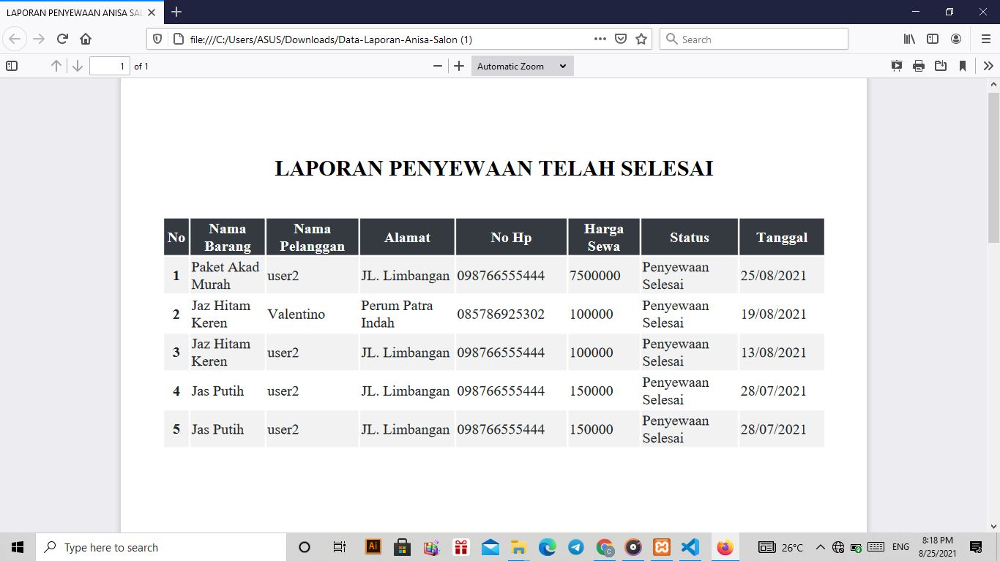 LAPORAN PENYEWAAN ANISA SAL
file:///C:/Users/ASUS/Downloads/Data-Laporan-Anisa-Salon (1)
Search
1 of 1
Automatic Zoom
LAPORAN PENYEWAAN TELAH SELESAI
No Nama Barang Nama Pelanggan Alamat No Hp Harga Sewa Status Tanggal
1 Paket Akad Murah user2 JL. Limbangan 098766555444 7500000 Penyewaan Selesai 25/08/2021
2 Jaz Hitam Keren Valentino Perum Patra Indah 085786925302 100000 Penyewaan Selesai 19/08/2021
3 Jaz Hitam Keren user2 JL. Limbangan 098766555444 100000 Penyewaan Selesai 13/08/2021
4 Jas Putih user2 JL. Limbangan 098766555444 150000 Penyewaan Selesai 28/07/2021
5 Jas Putih user2 JL. Limbangan 098766555444 150000 Penyewaan Selesai 28/07/2021
Type here to search
Ai
C
26°C
ENG
8:18 PM
8/25/2021